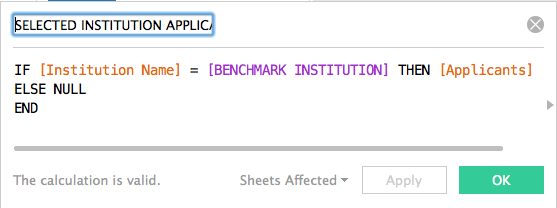 SELECTED INSTITUTION APPLIC
IF [Institution Name] = [BENCHMARK INSTITUTION] THEN [Applicants]
ELSE NULL
END
The calculation is valid. Sheets Affected Apply OK